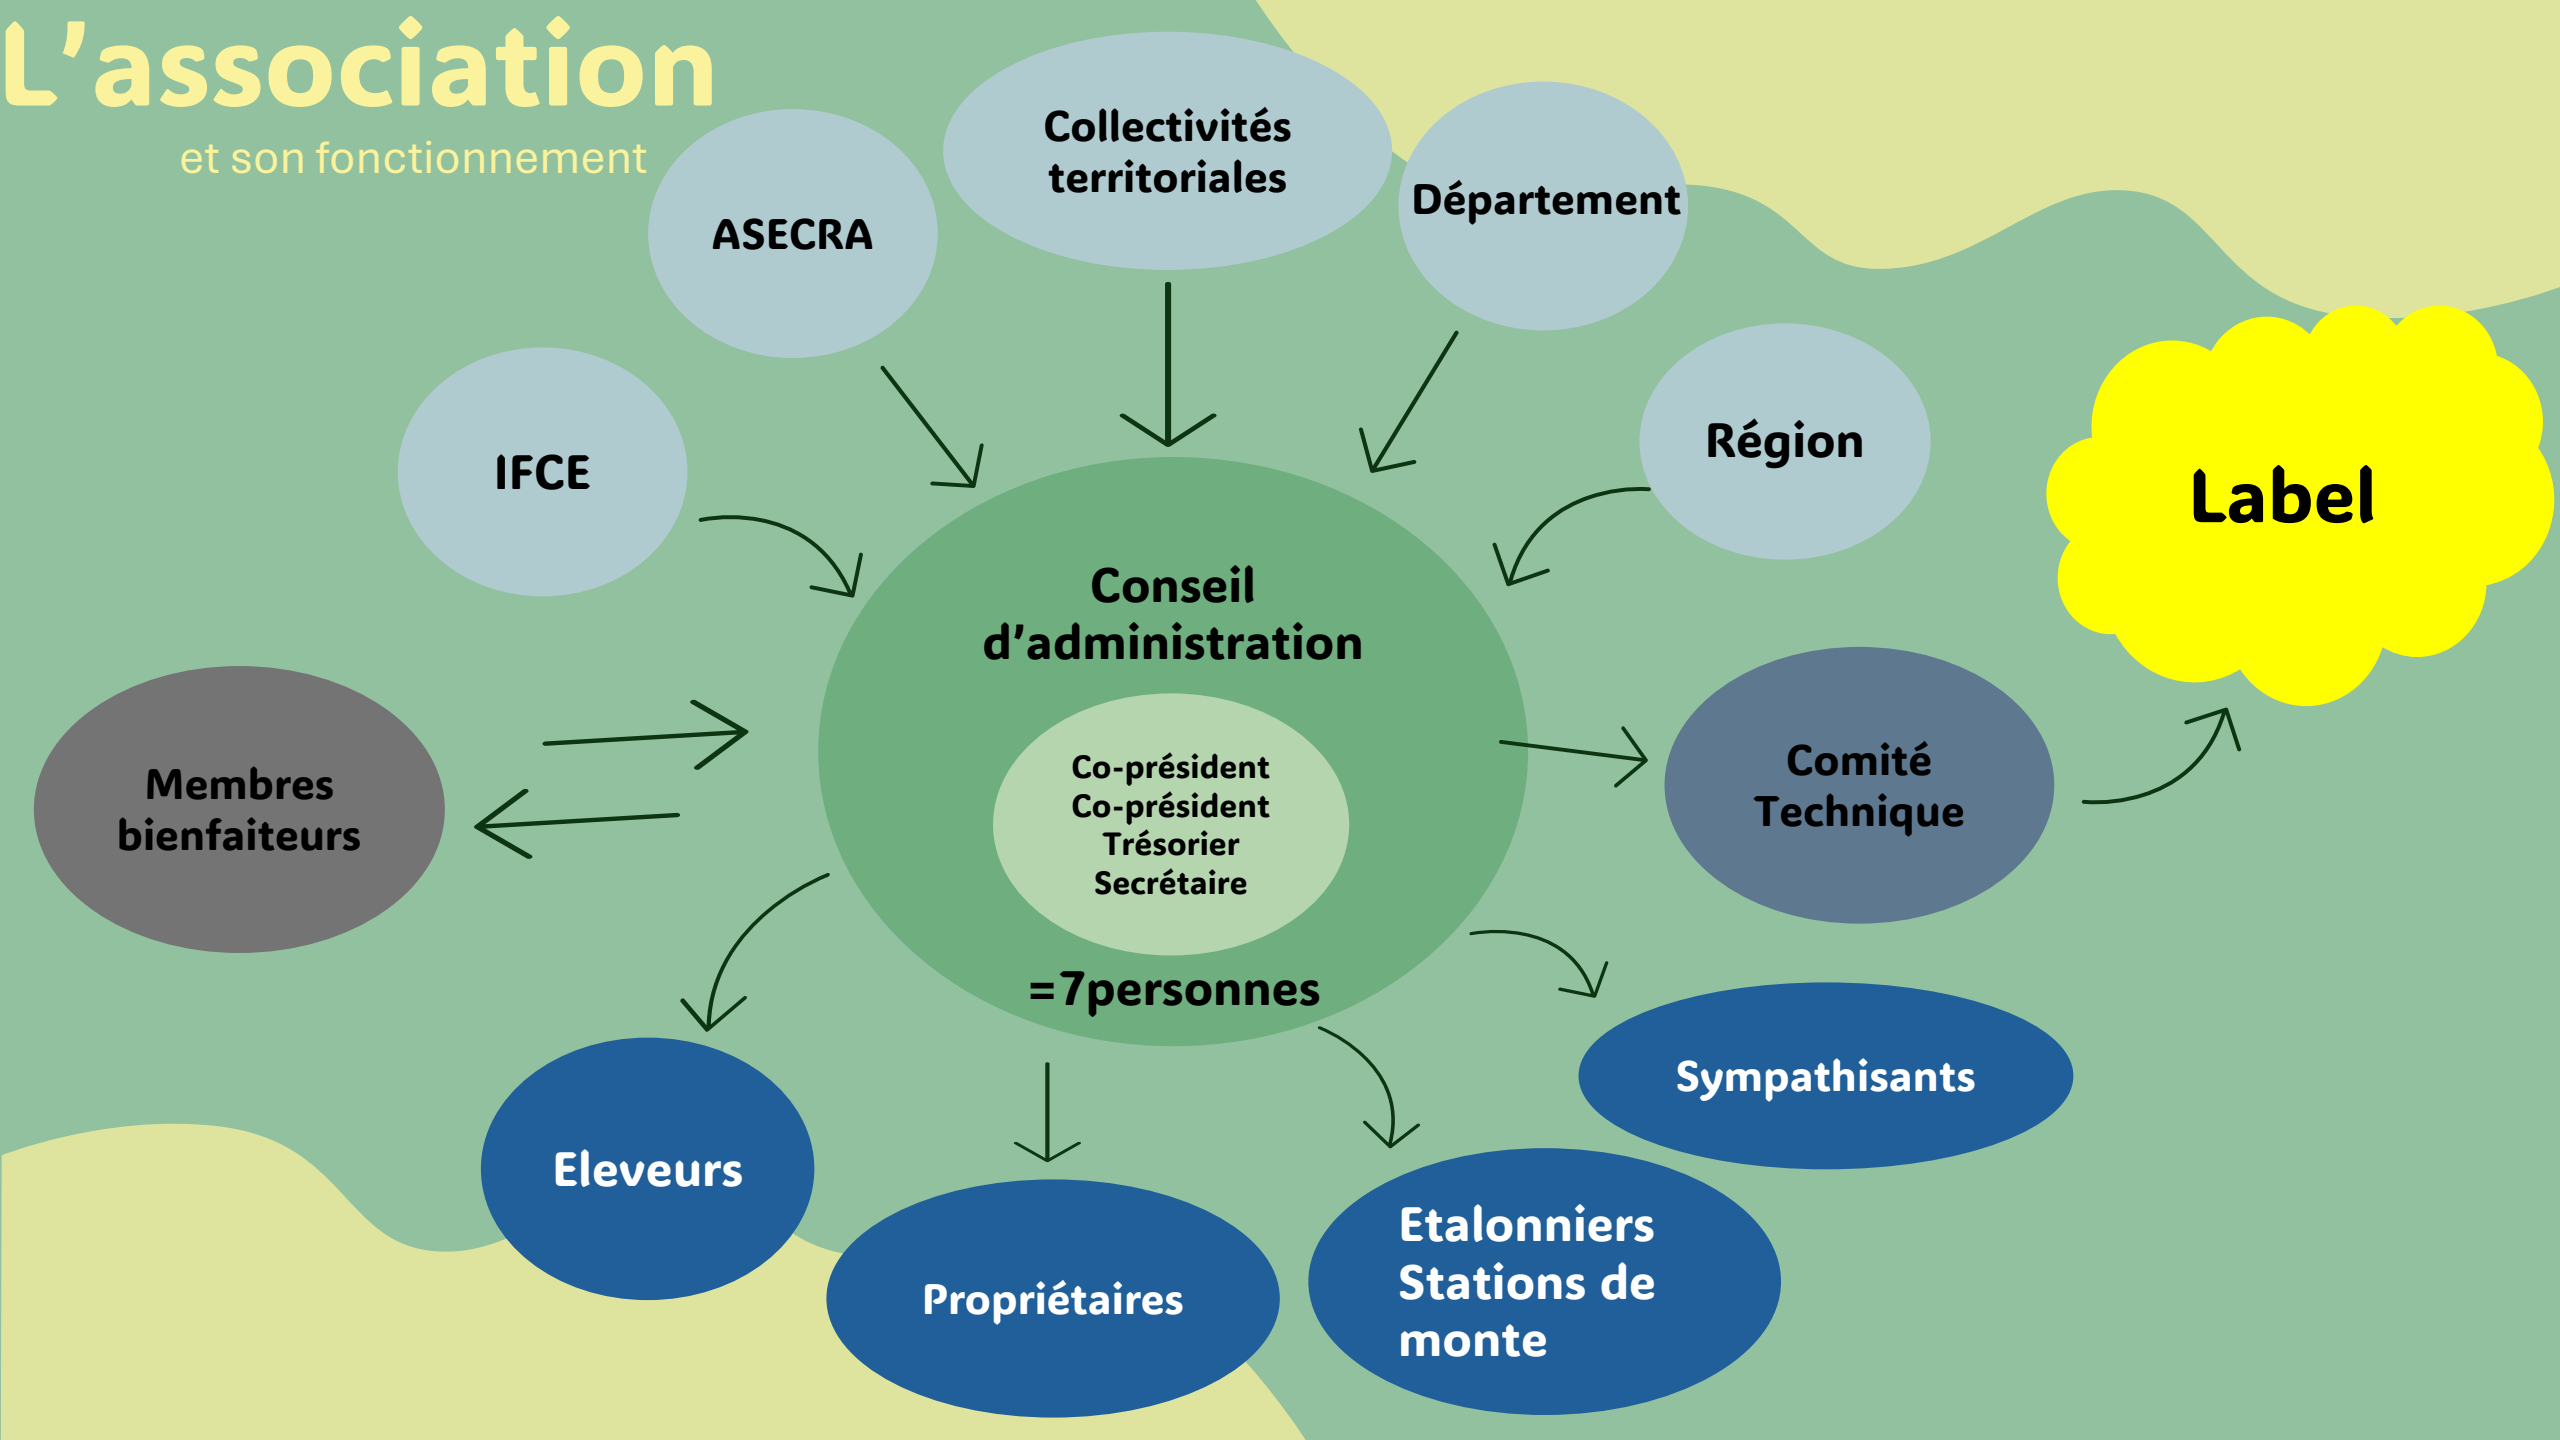 L’association
et son fonctionnement
Collectivités
territoriales
Département
ASECRA
Région
IFCE
Label
Conseil
d’administration
Co-président
Co-président
Trésorier
Secrétaire
=7personnes
Membres
bienfaiteurs
Comité
Technique
Sympathisants
Eleveurs
Propriétaires
Etalonniers
Stations de
monte